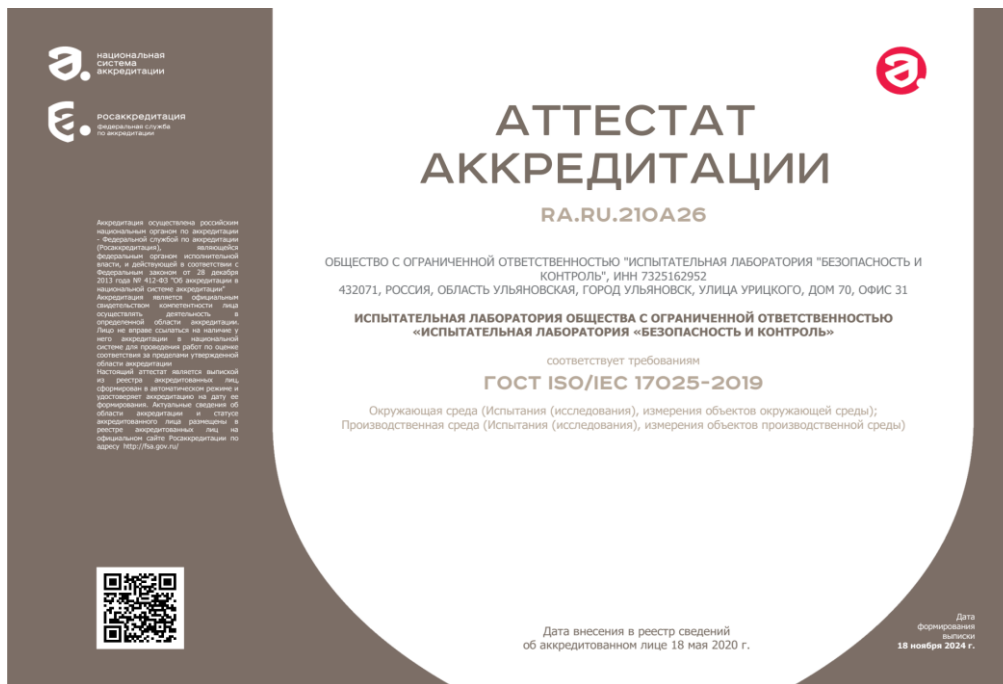 национальная
система
аккредитации
росаккредитация
федеральная служба
по аккредитации
АТТЕСТАТ
АККРЕДИТАЦИИ
RA.RU.21ОА26
ОБЩЕСТВО С ОГРАНИЧЕННОЙ ОТВЕТСТВЕННОСТЬЮ "ИСПЫТАТЕЛЬНАЯ ЛАБОРАТОРИЯ "БЕЗОПАСНОСТЬ И
КОНТРОЛЬ", ИНН 7325162952
432071, РОССИЯ, ОБЛАСТЬ УЛЬЯНОВСКАЯ, ГОРОД УЛЬЯНОВСК, УЛИЦА УРИЦКОГО, ДОМ 70, ОФИС 31
ИСПЫТАТЕЛЬНАЯ ЛАБОРАТОРИЯ ОБЩЕСТВА С ОГРАНИЧЕННОЙ ОТВЕТСТВЕННОСТЬЮ
«ИСПЫТАТЕЛЬНАЯ ЛАБОРАТОРИЯ «БЕЗОПАСНОСТЬ И КОНТРОЛЬ»
соответствует требованиям
ГОСТ ISO/IEC 17025-2019
Окружающая среда (Испытания (исследования), измерения объектов окружающей среды);
Производственная среда (Испытания (исследования), измерения объектов производственной среды)
Аккредитация осуществлена российским
национальным органом по аккредитации
- Федеральной службой по аккредитации
(Росаккредитация), являющейся
федеральным органом исполнительной
власти, и действующей в соответствии с
Федеральным законом от 28 декабря
2013 года № 412-ФЗ "Об аккредитации в
национальной системе аккредитации"
Аккредитация является официальным
свидетельством компетентности лица
осуществлять деятельность в
определенной области аккредитации.
Лицо не вправе ссылаться на наличие у
него аккредитации в национальной
системе для проведения работ по оценке
соответствия за пределами утвержденной
области аккредитации
Настоящий аттестат является выпиской
из реестра аккредитованных лиц,
сформирован в автоматическом режиме и
удостоверяет аккредитацию на дату ее
формирования. Актуальные сведения об
области аккредитации и статусе
аккредитованного лица размещены в
реестре аккредитованных лиц на
официальном сайте Росаккредитации по
адресу http://fsa.gov.ru/
Дата внесения в реестр сведений
об аккредитованном лице 18 мая 2020 г.
Дата
формирования
выписки
18 ноября 2024 г.